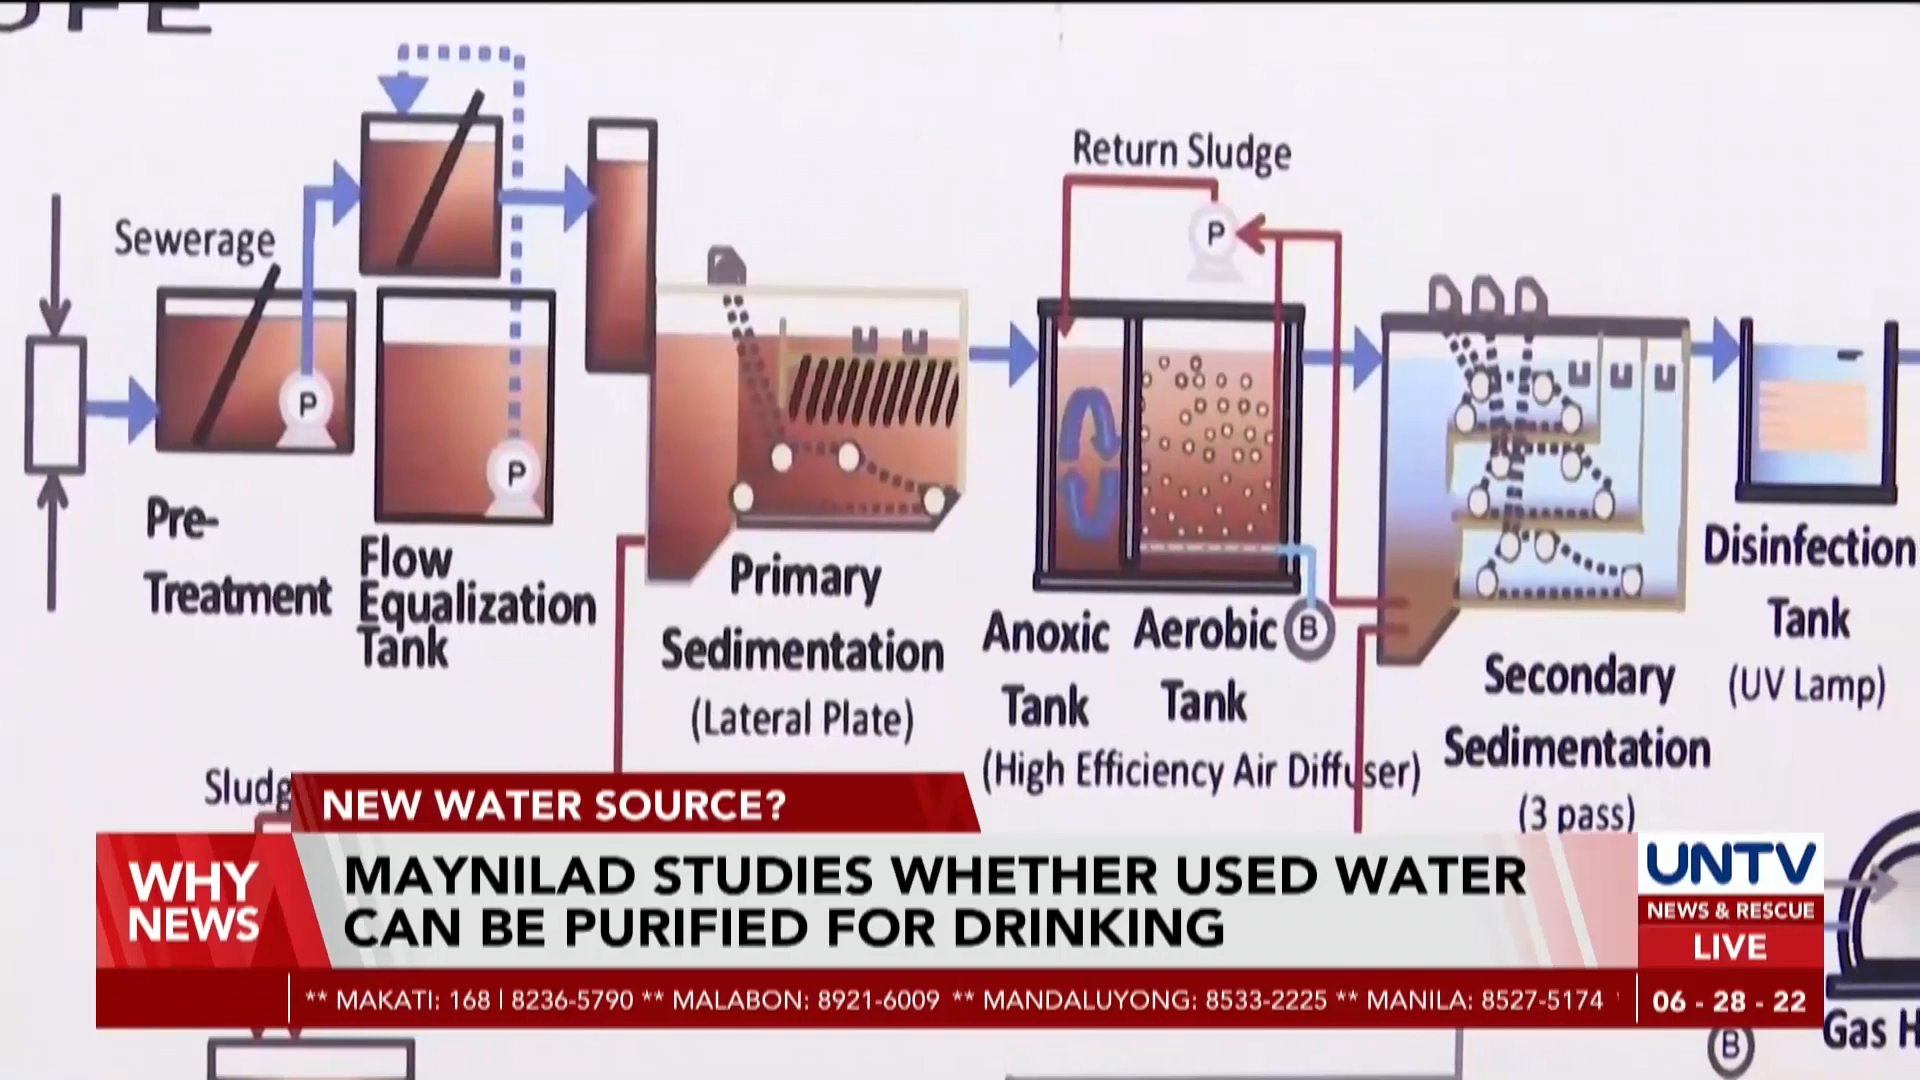 Return Sludge
P
Sewerage
P
P
Pre-
Treatment
Flow
Equalization
Tank
Primary
Sedimentation
(Lateral Plate)
Anoxic
Tank
Aerobic
Tank
B
(High Efficiency Air Diffuser)
Secondary
Sedimentation
(3 pass)
Disinfection
Tank
(UV Lamp)
Sludg
NEW WATER SOURCE?
WHY
NEWS
MAYNILAD STUDIES WHETHER USED WATER
CAN BE PURIFIED FOR DRINKING
UNTV
NEWS & RESCUE
LIVE
** MAKATI: 168 | 8236-5790 ** MALABON: 8921-6009 ** MANDALUYONG: 8533-2225 ** MANILA: 8527-5174
06 - 28 - 22
B
Gas H